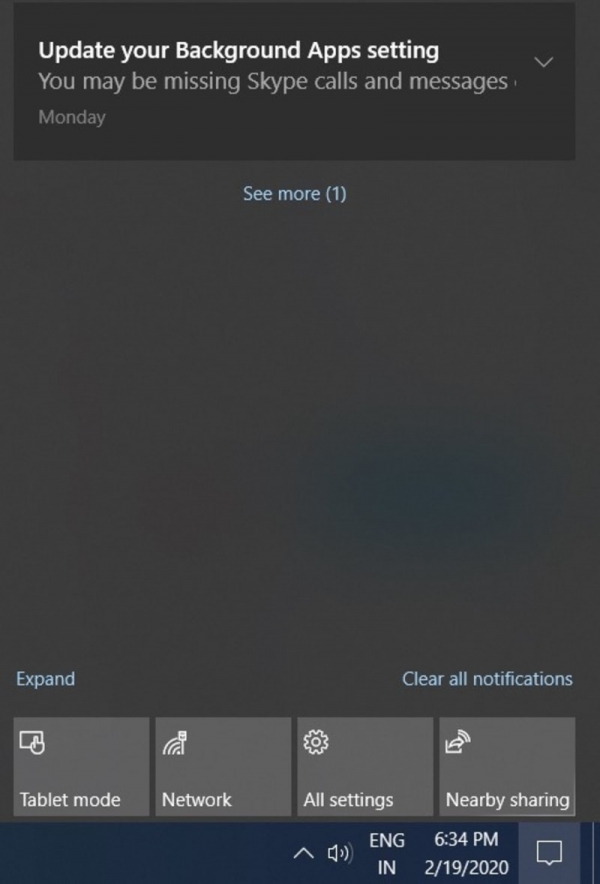 Update your Background Apps setting
You may be missing Skype calls and messages
Monday
See more (1)
Expand
Clear all notifications
Tablet mode
Network
All settings
Nearby sharing
ENG
IN
6:34 PM
2/19/2020